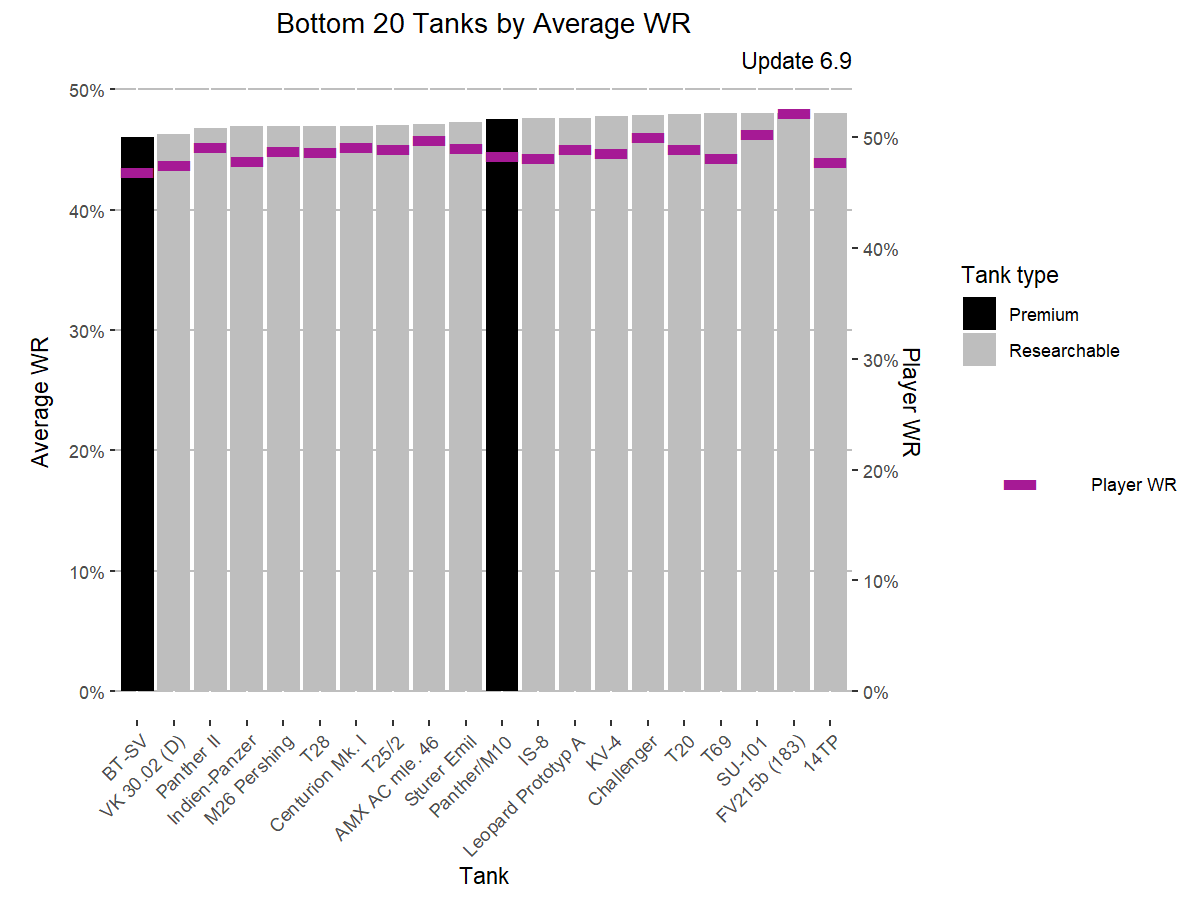 Bottom 20 Tanks by Average WR
Update 6.9
50%
40%
30%
20%
10%
0%
Average WR
50%
40%
30%
20%
10%
0%
Player WR
BT-SV
VK 30.02 (D)
Panther II
Indien-Panzer
M26 Pershing
T28
Centurion Mk. I
T25/2
AMX AC mle. 46
Sturer Emil
Panther/M10
IS-8
Leopard Prototyp A
KV-4
Challenger
T20
T69
SU-101
FV215b (183)
14TP
Tank
Tank type
Premium
Researchable
Player WR